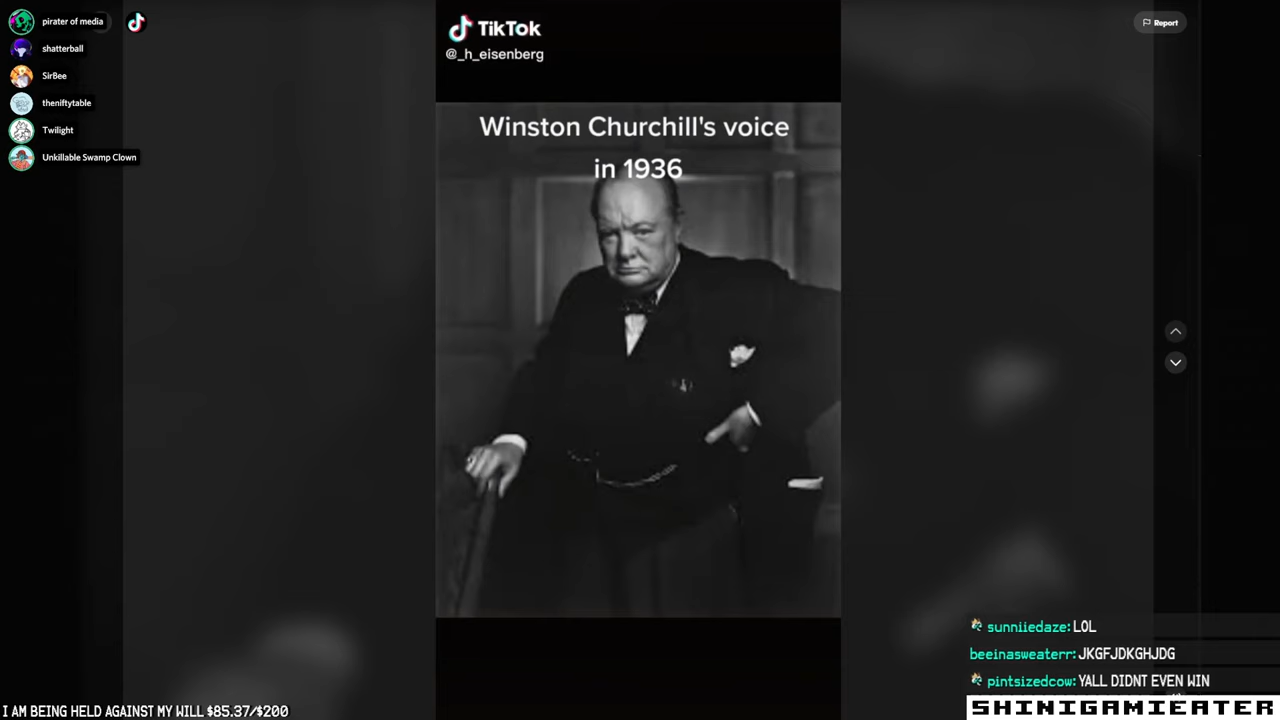 pirater of media
shatterball
SirBee
theniftytable
Twilight
Unkillable Swamp Clown
TikTok
@_h_eisenberg
Report
Winston Churchill's voice
in 1936
sunniiedaze: LOL
beeinasweaterr: JKGFJDKGHJDG
pintsizedcow: YALL DIDNT EVEN WIN
SHINIGAMIEATER
I AM BEING HELD AGAINST MY WILL $85.37/$200